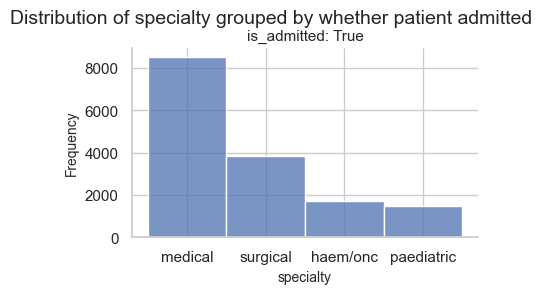 Distribution of specialty grouped by whether patient admitted
is_admitted: True
8000
6000
4000
2000
0
Frequency
medical surgical haem/onc paediatric
specialty